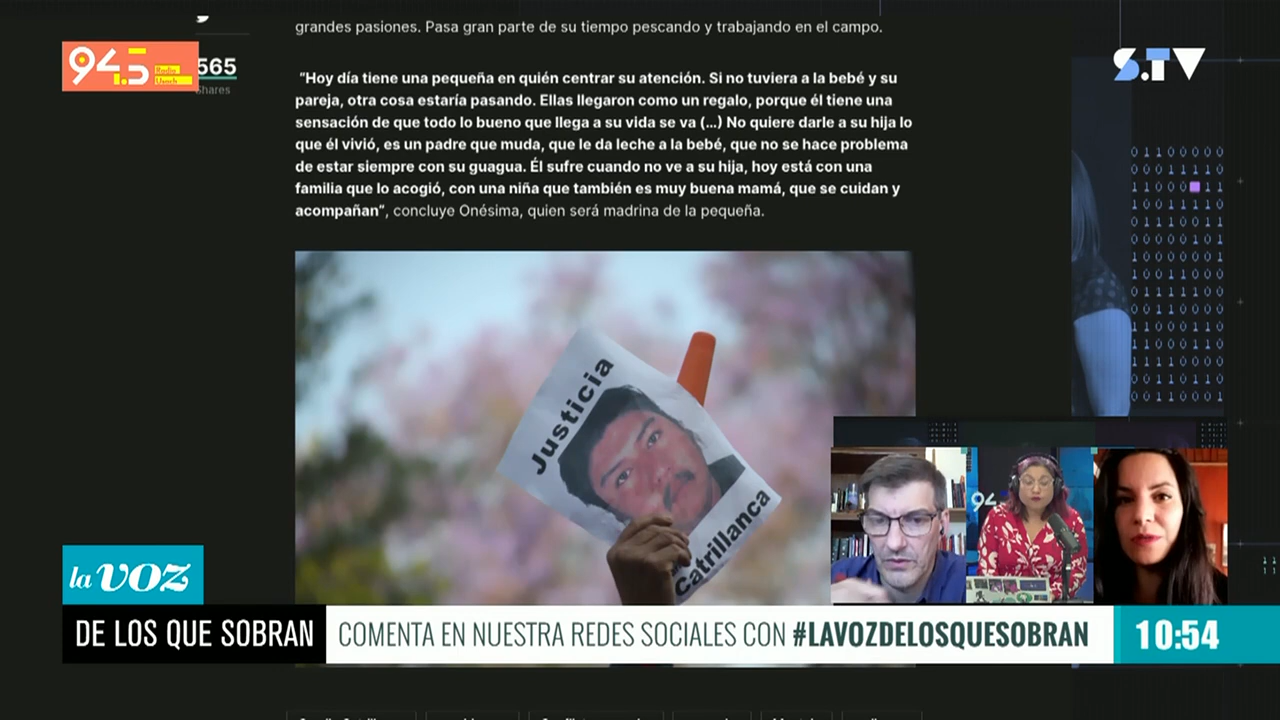 grandes pasiones. Pasa gran parte de su tiempo pescando y trabajando en el campo.
94.5
565
Shares
S.TV
“Hoy día tiene una pequeña en quién centrar su atención. Si no tuviera a la bebé y su
pareja, otra cosa estaría pasando. Ellas llegaron como un regalo, porque él tiene una
sensación de que todo lo bueno que llega a su vida se va (...) No quiere darle a su hija lo
que él vivió, es un padre que muda, que le da leche a la bebé, que no se hace problema
de estar siempre con su guagua. Él sufre cuando no ve a su hija, hoy está con una
familia que lo acogió, con una niña que también es muy buena mamá, que se cuidan y
acompañan“, concluye Onésima, quien será madrina de la pequeña.
Justicia
Catrillanca
94
la voz
DE LOS QUE SOBRAN
COMENTA EN NUESTRA REDES SOCIALES CON #LAVOZDELOSQUESOBRAN
10:54